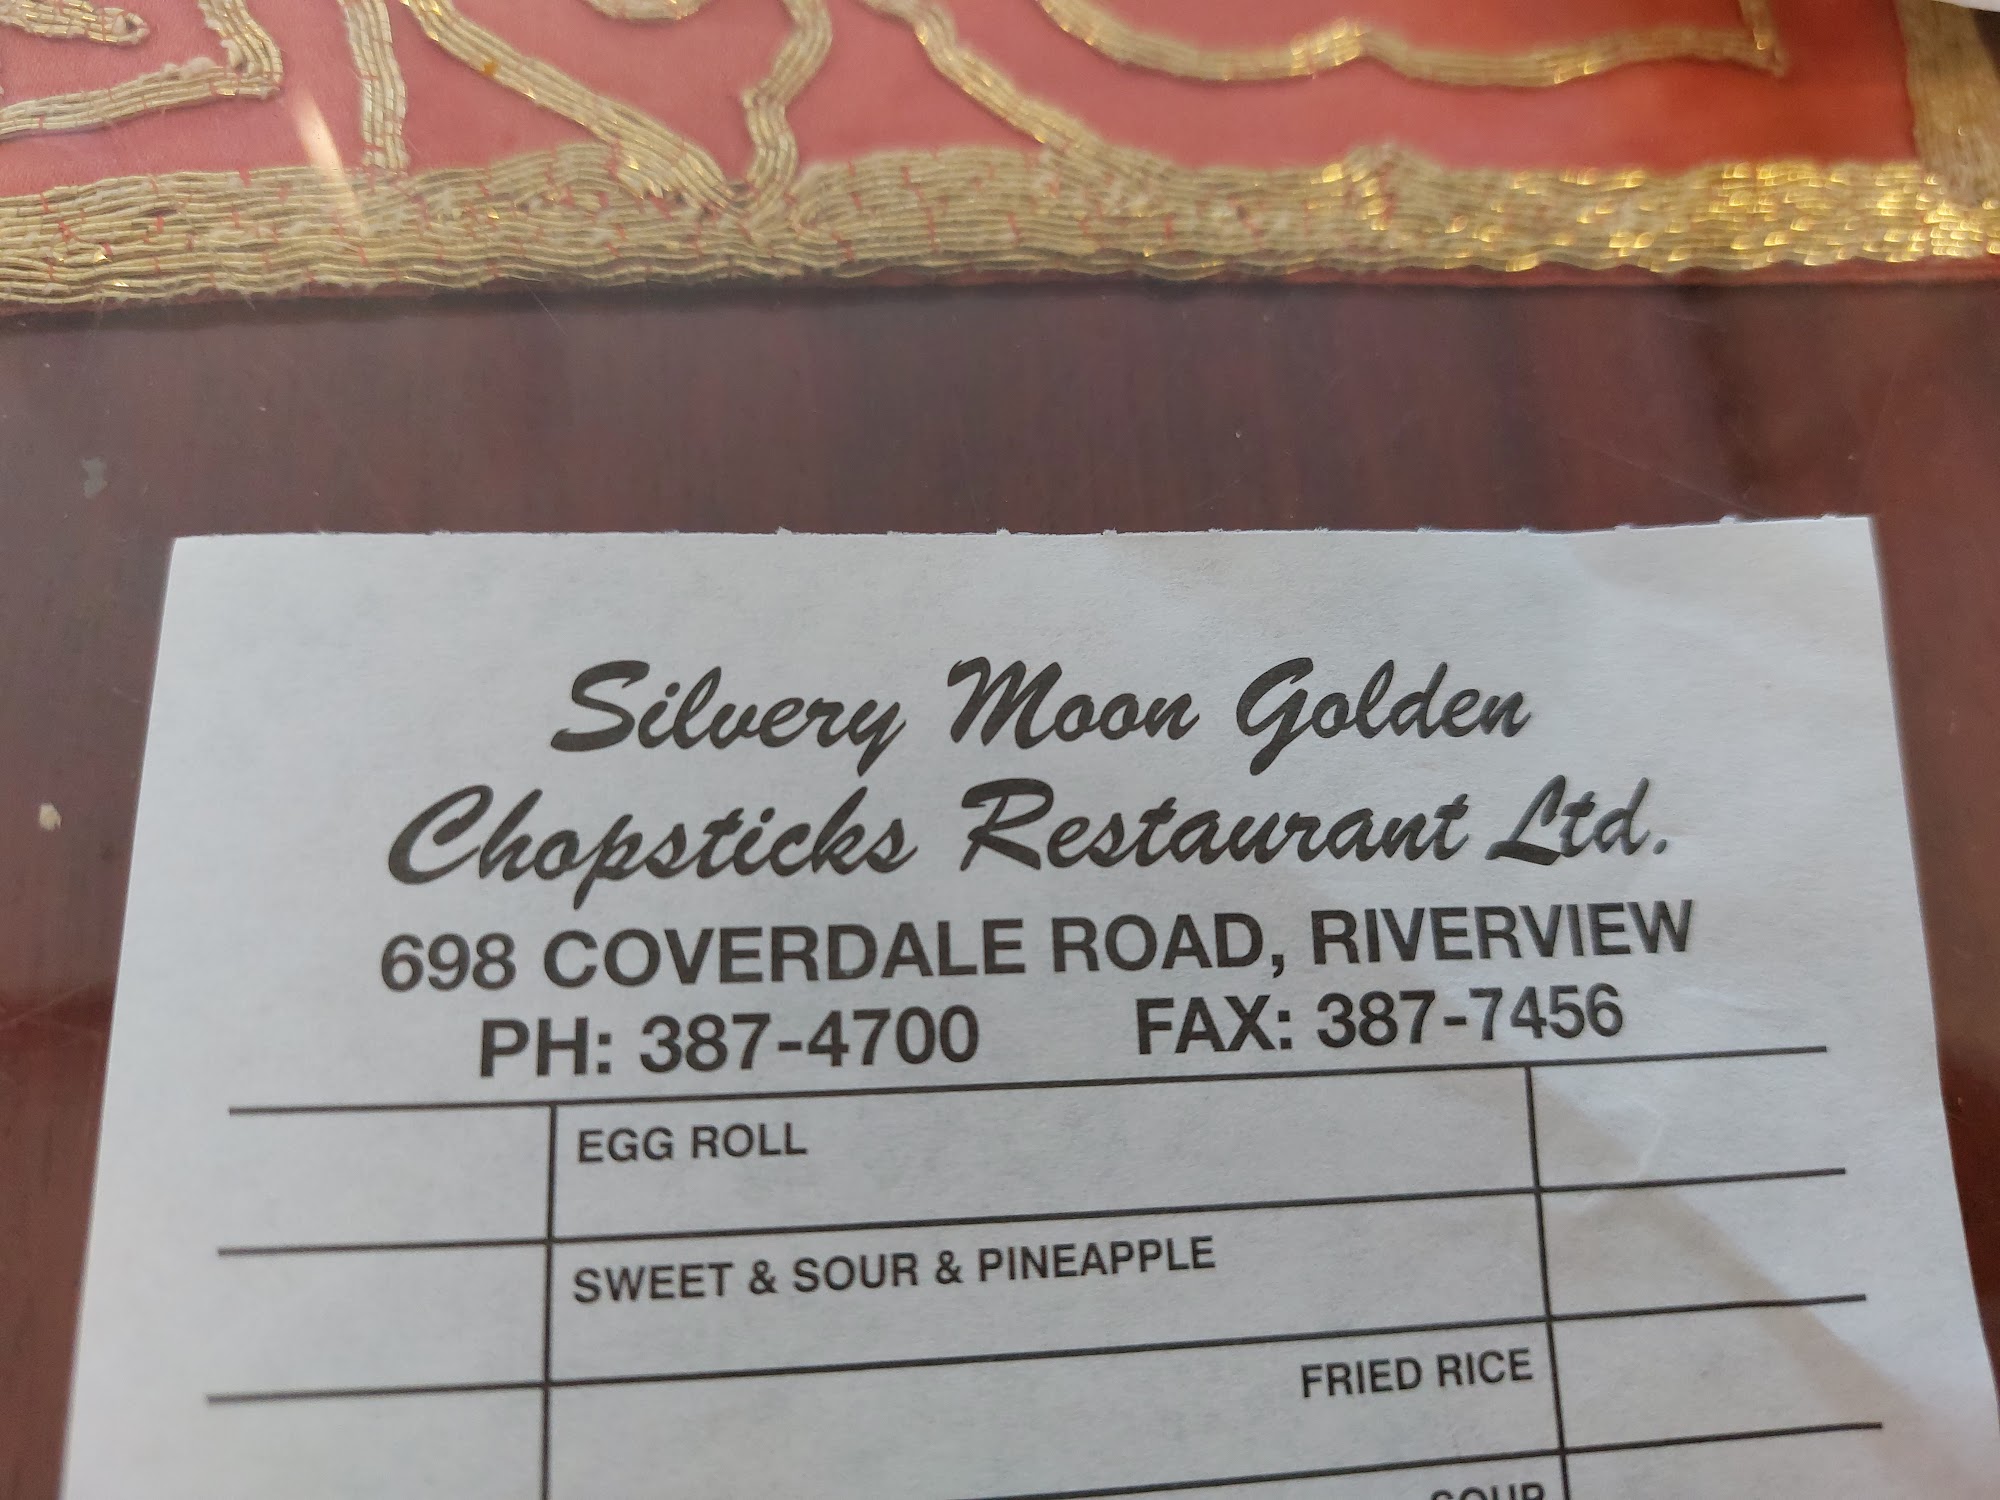 Silvery Moon Golden
Chopsticks Restaurant Ltd.
698 COVERDALE ROAD, RIVERVIEW
PH: 387-4700 FAX: 387-7456
EGG ROLL
SWEET & SOUR & PINEAPPLE
FRIED RICE
SOUP